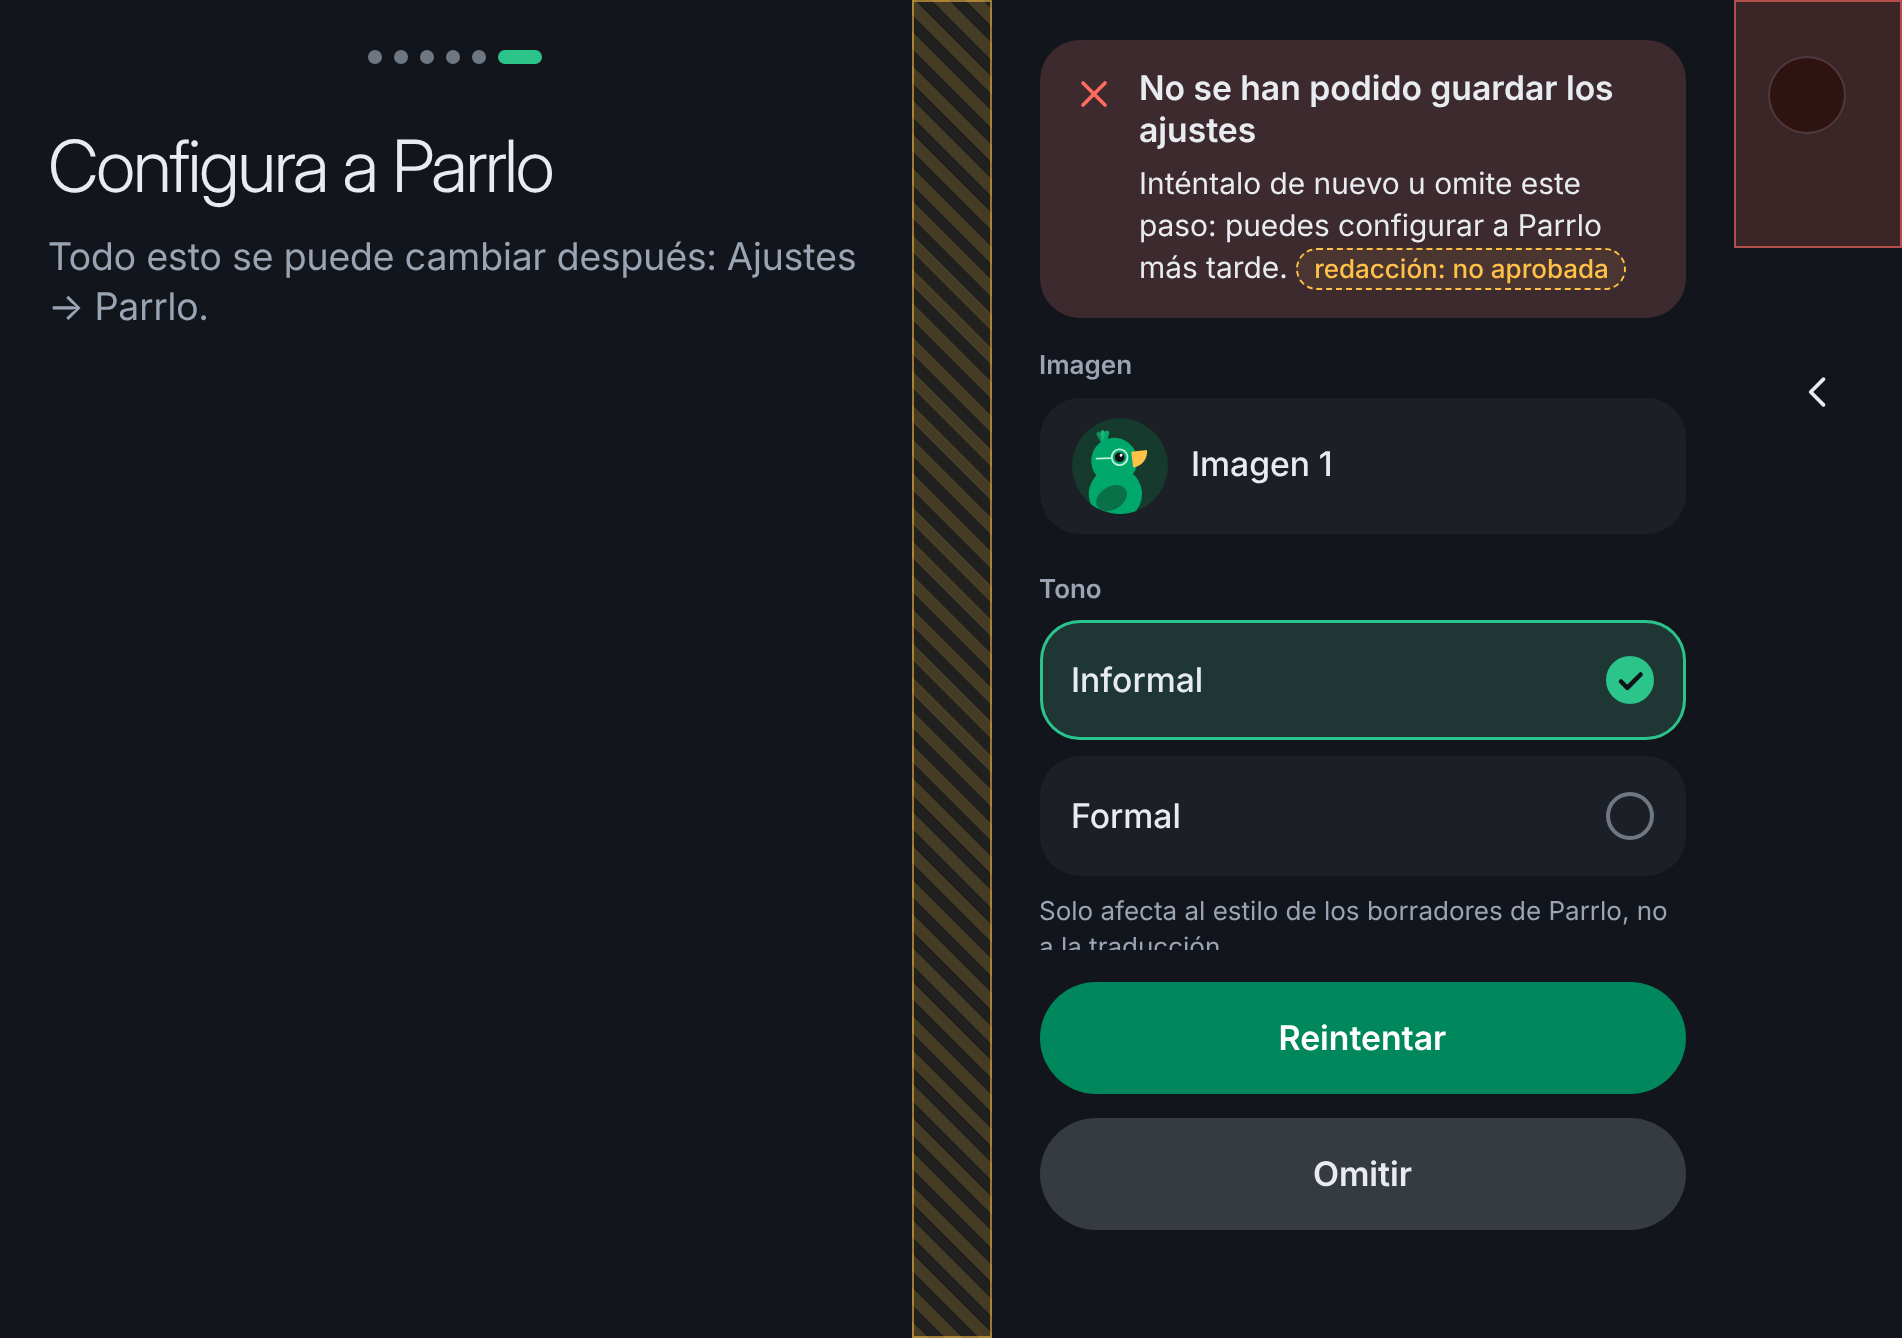 Configura a Parrlo
Todo esto se puede cambiar después: Ajustes
→ Parrlo.
No se han podido guardar los
ajustes
Inténtalo de nuevo u omite este
paso: puedes configurar a Parrlo
más tarde. redacción: no aprobada
Imagen
Imagen 1
Tono
Informal
Formal
Solo afecta al estilo de los borradores de Parrlo, no
a la traducción
Reintentar
Omitir